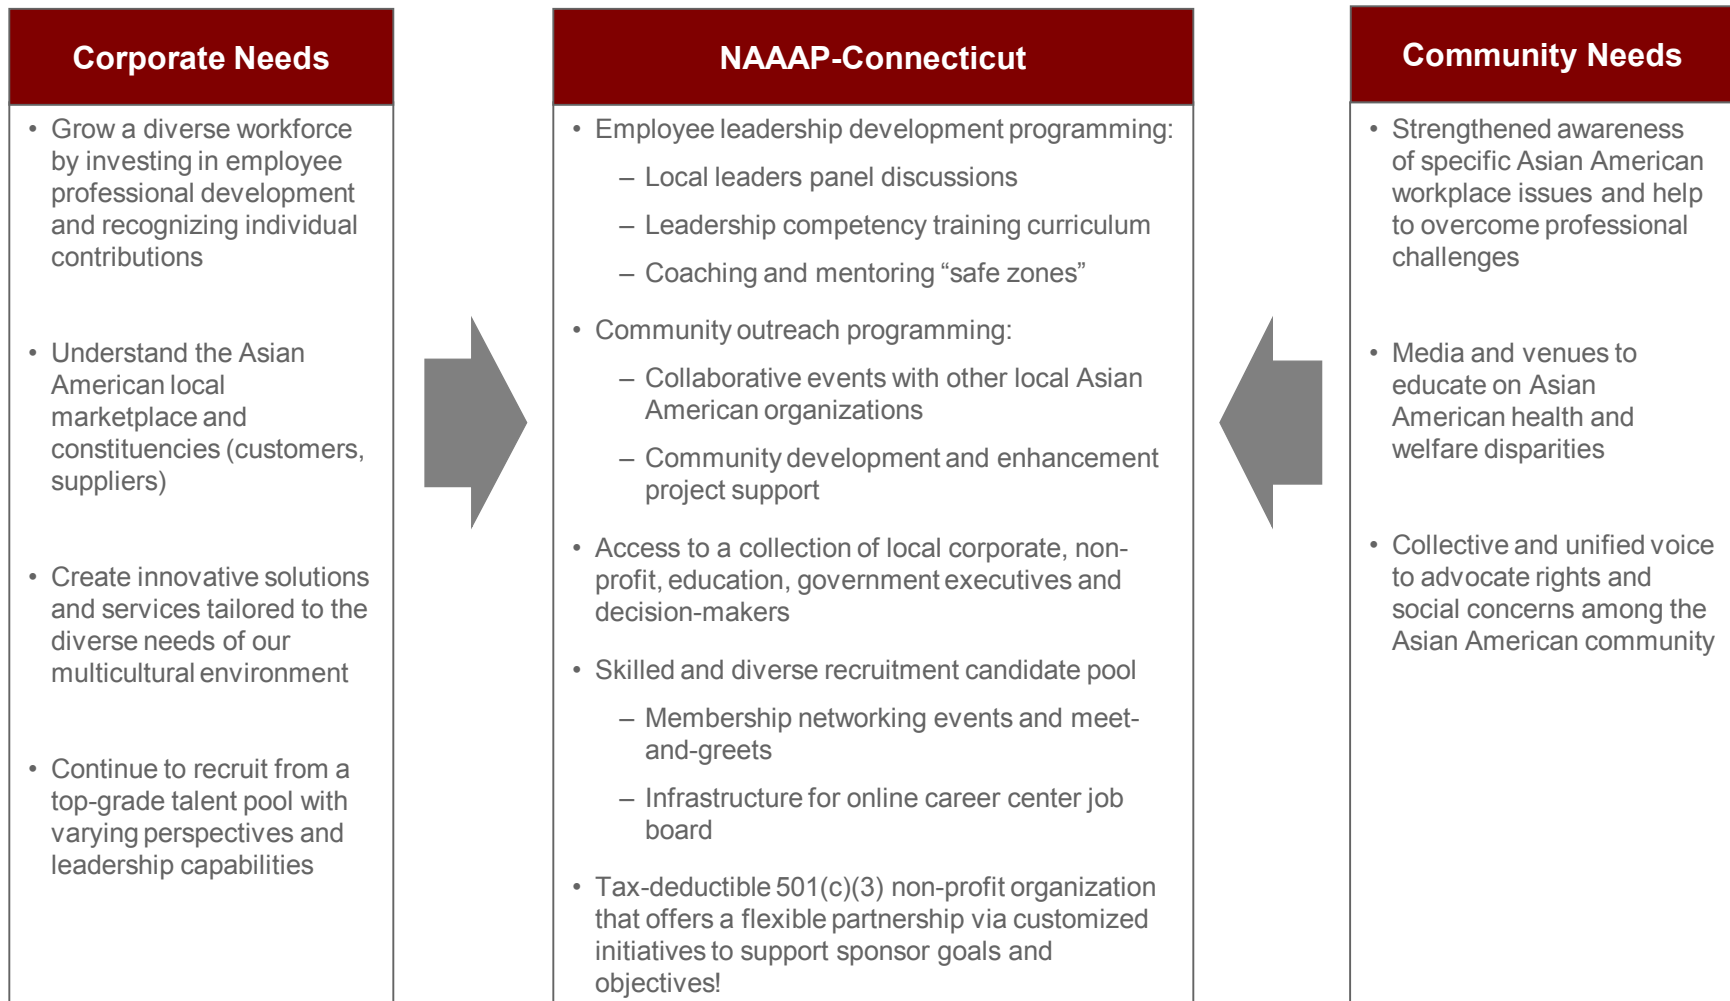 Corporate Needs
• Grow a diverse workforce
by investing in employee
professional development
and recognizing individual
contributions
• Understand the Asian
American local
marketplace and
constituencies (customers,
suppliers)
• Create innovative solutions
and services tailored to the
diverse needs of our
multicultural environment
• Continue to recruit from a
top-grade talent pool with
varying perspectives and
leadership capabilities
NAAAP-Connecticut
• Employee leadership development programming:
– Local leaders panel discussions
– Leadership competency training curriculum
– Coaching and mentoring “safe zones”
• Community outreach programming:
– Collaborative events with other local Asian
American organizations
– Community development and enhancement
project support
• Access to a collection of local corporate, non-
profit, education, government executives and
decision-makers
• Skilled and diverse recruitment candidate pool
– Membership networking events and meet-
and-greets
– Infrastructure for online career center job
board
• Tax-deductible 501(c)(3) non-profit organization
that offers a flexible partnership via customized
initiatives to support sponsor goals and
objectives!
Community Needs
• Strengthened awareness
of specific Asian American
workplace issues and help
to overcome professional
challenges
• Media and venues to
educate on Asian
American health and
welfare disparities
• Collective and unified voice
to advocate rights and
social concerns among the
Asian American community